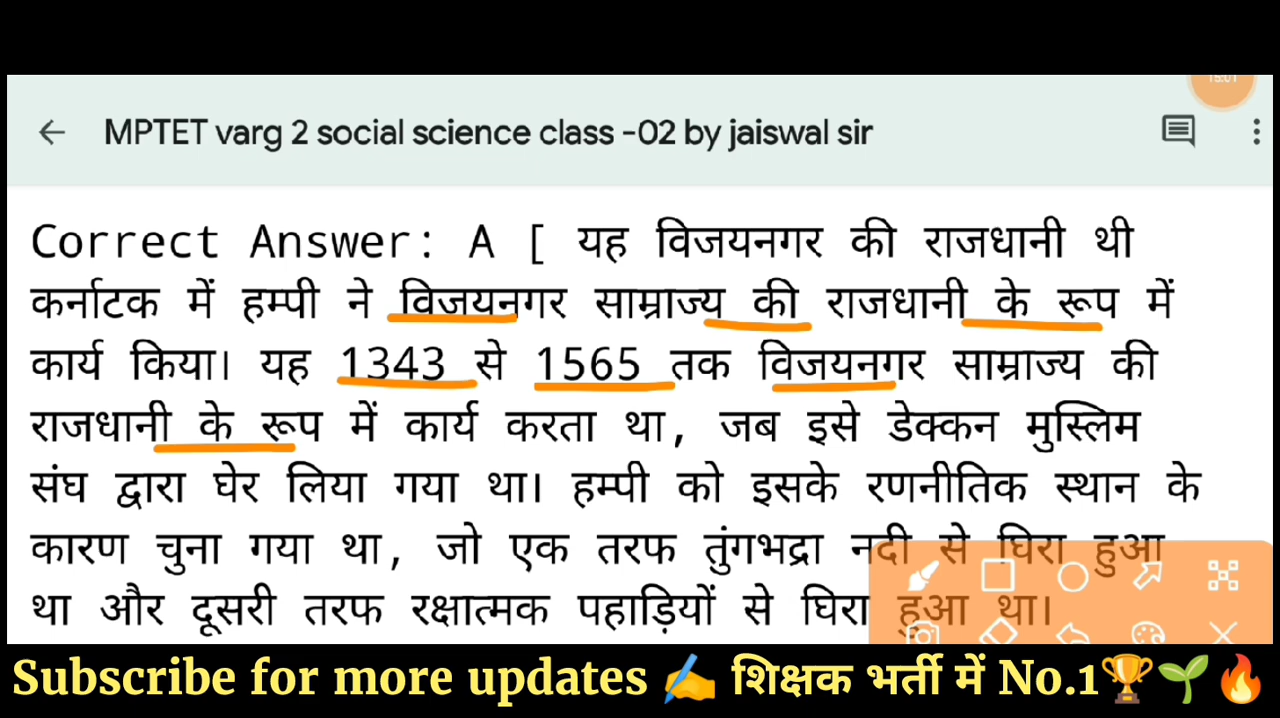 15:01
MPTET varg 2 social science class -02 by jaiswal sir
Correct Answer: A [ यह विजयनगर की राजधानी थी
कर्नाटक में हम्पी ने विजयनगर साम्राज्य की राजधानी के रूप में
कार्य किया। यह 1343 से 1565 तक विजयनगर साम्राज्य की
राजधानी के रूप में कार्य करता था, जब इसे डेक्कन मुस्लिम
संघ द्वारा घेर लिया गया था। हम्पी को इसके रणनीतिक स्थान के
कारण चुना गया था, जो एक तरफ तुंगभद्रा नदी से घिरा हुआ
था और दूसरी तरफ रक्षात्मक पहाड़ियों से घिरा हुआ था।
Subscribe for more updates ✍️ शिक्षक भर्ती में No.1🏆🌱🔥